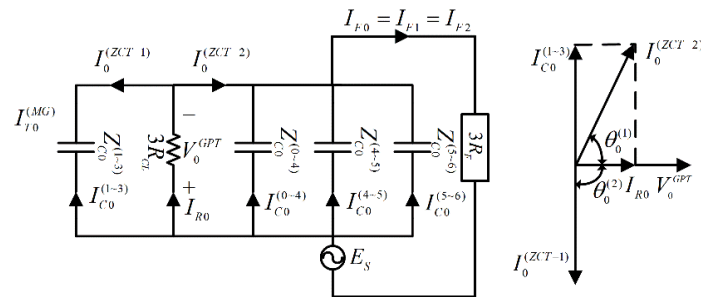 I_{F0} = I_{F1} = I_{F2}
I_0^{(ZCT-1)}
I_0^{(ZCT-2)}
I_{T0}^{(MG)}
Z_{C0}^{(1~3)}
3R_{CL}
−
V_0^{GPT}
+
Z_{C0}^{(0~4)}
Z_{C0}^{(4~5)}
Z_{C0}^{(5~6)}
3R_F
I_{C0}^{(1~3)}
I_{R0}
I_{C0}^{(0~4)}
I_{C0}^{(4~5)}
I_{C0}^{(5~6)}
E_S
I_{C0}^{(1~3)}
I_0^{(ZCT-2)}
θ_0^{(1)}
θ_0^{(2)}
I_{R0}
V_0^{GPT}
I_0^{(ZCT-1)}